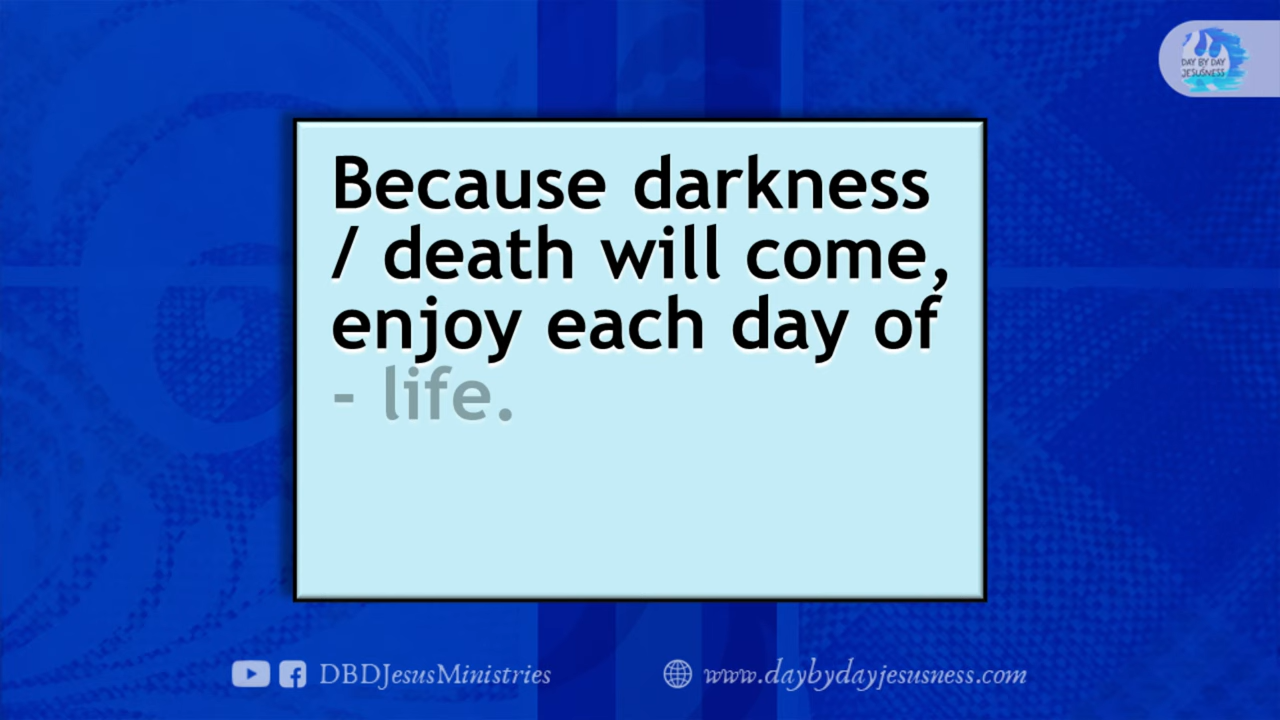 DAY BY DAY
JESUSNESS
Because darkness
/ death will come,
enjoy each day of
- life.
DBDJesusMinistries
www.daybydayjesusness.com